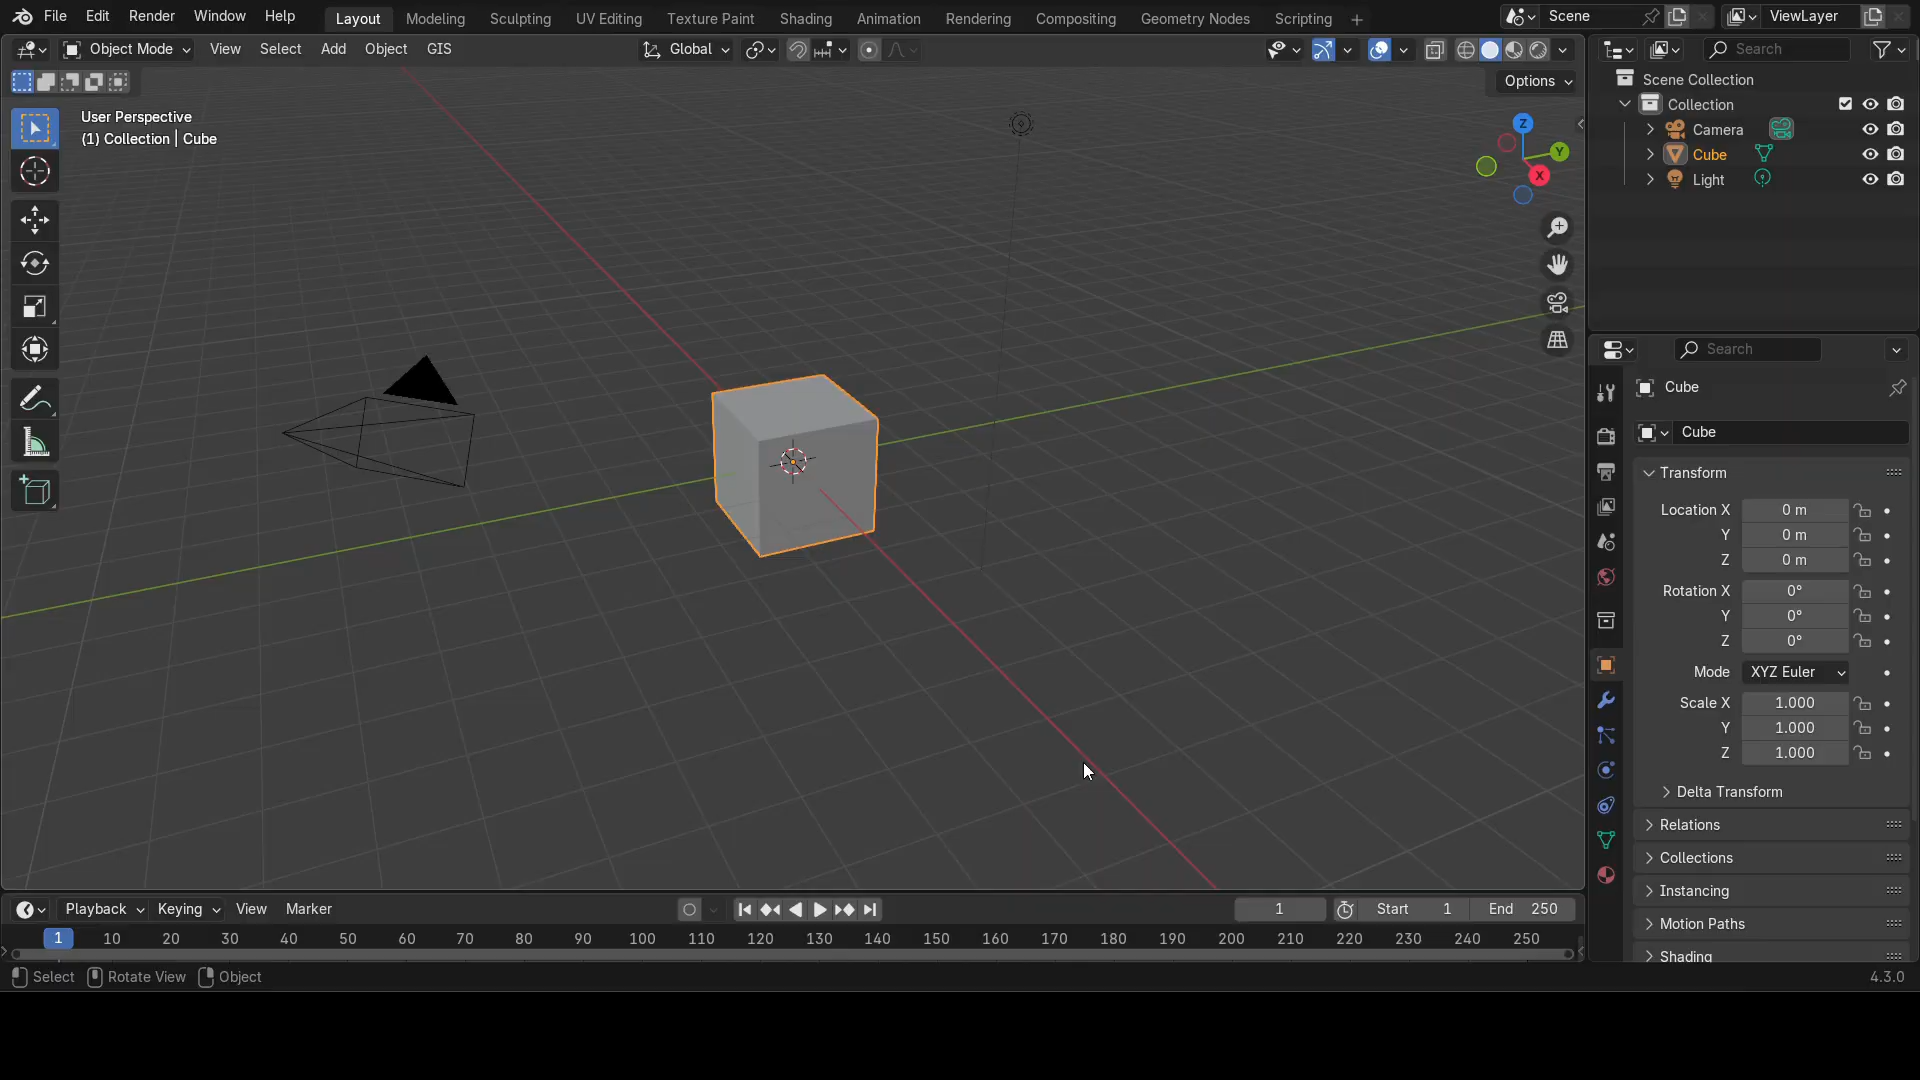 File Edit Render Window Help Layout Modeling Sculpting UV Editing Texture Paint Shading Animation Rendering Compositing Geometry Nodes Scripting + Scene ViewLayer
Object Mode View Select Add Object GIS Global Search
Options
User Perspective
(1) Collection | Cube
Z
Y
X
Scene Collection
Collection
Camera
Cube
Light
Search
Cube
Cube
Transform
Location X 0 m
Y 0 m
Z 0 m
Rotation X 0°
Y 0°
Z 0°
Mode XYZ Euler
Scale X 1.000
Y 1.000
Z 1.000
Delta Transform
Relations
Collections
Instancing
Motion Paths
Shading
Playback Keying View Marker 1 Start 1 End 250
1 10 20 30 40 50 60 70 80 90 100 110 120 130 140 150 160 170 180 190 200 210 220 230 240 250
Select Rotate View Object 4.3.0